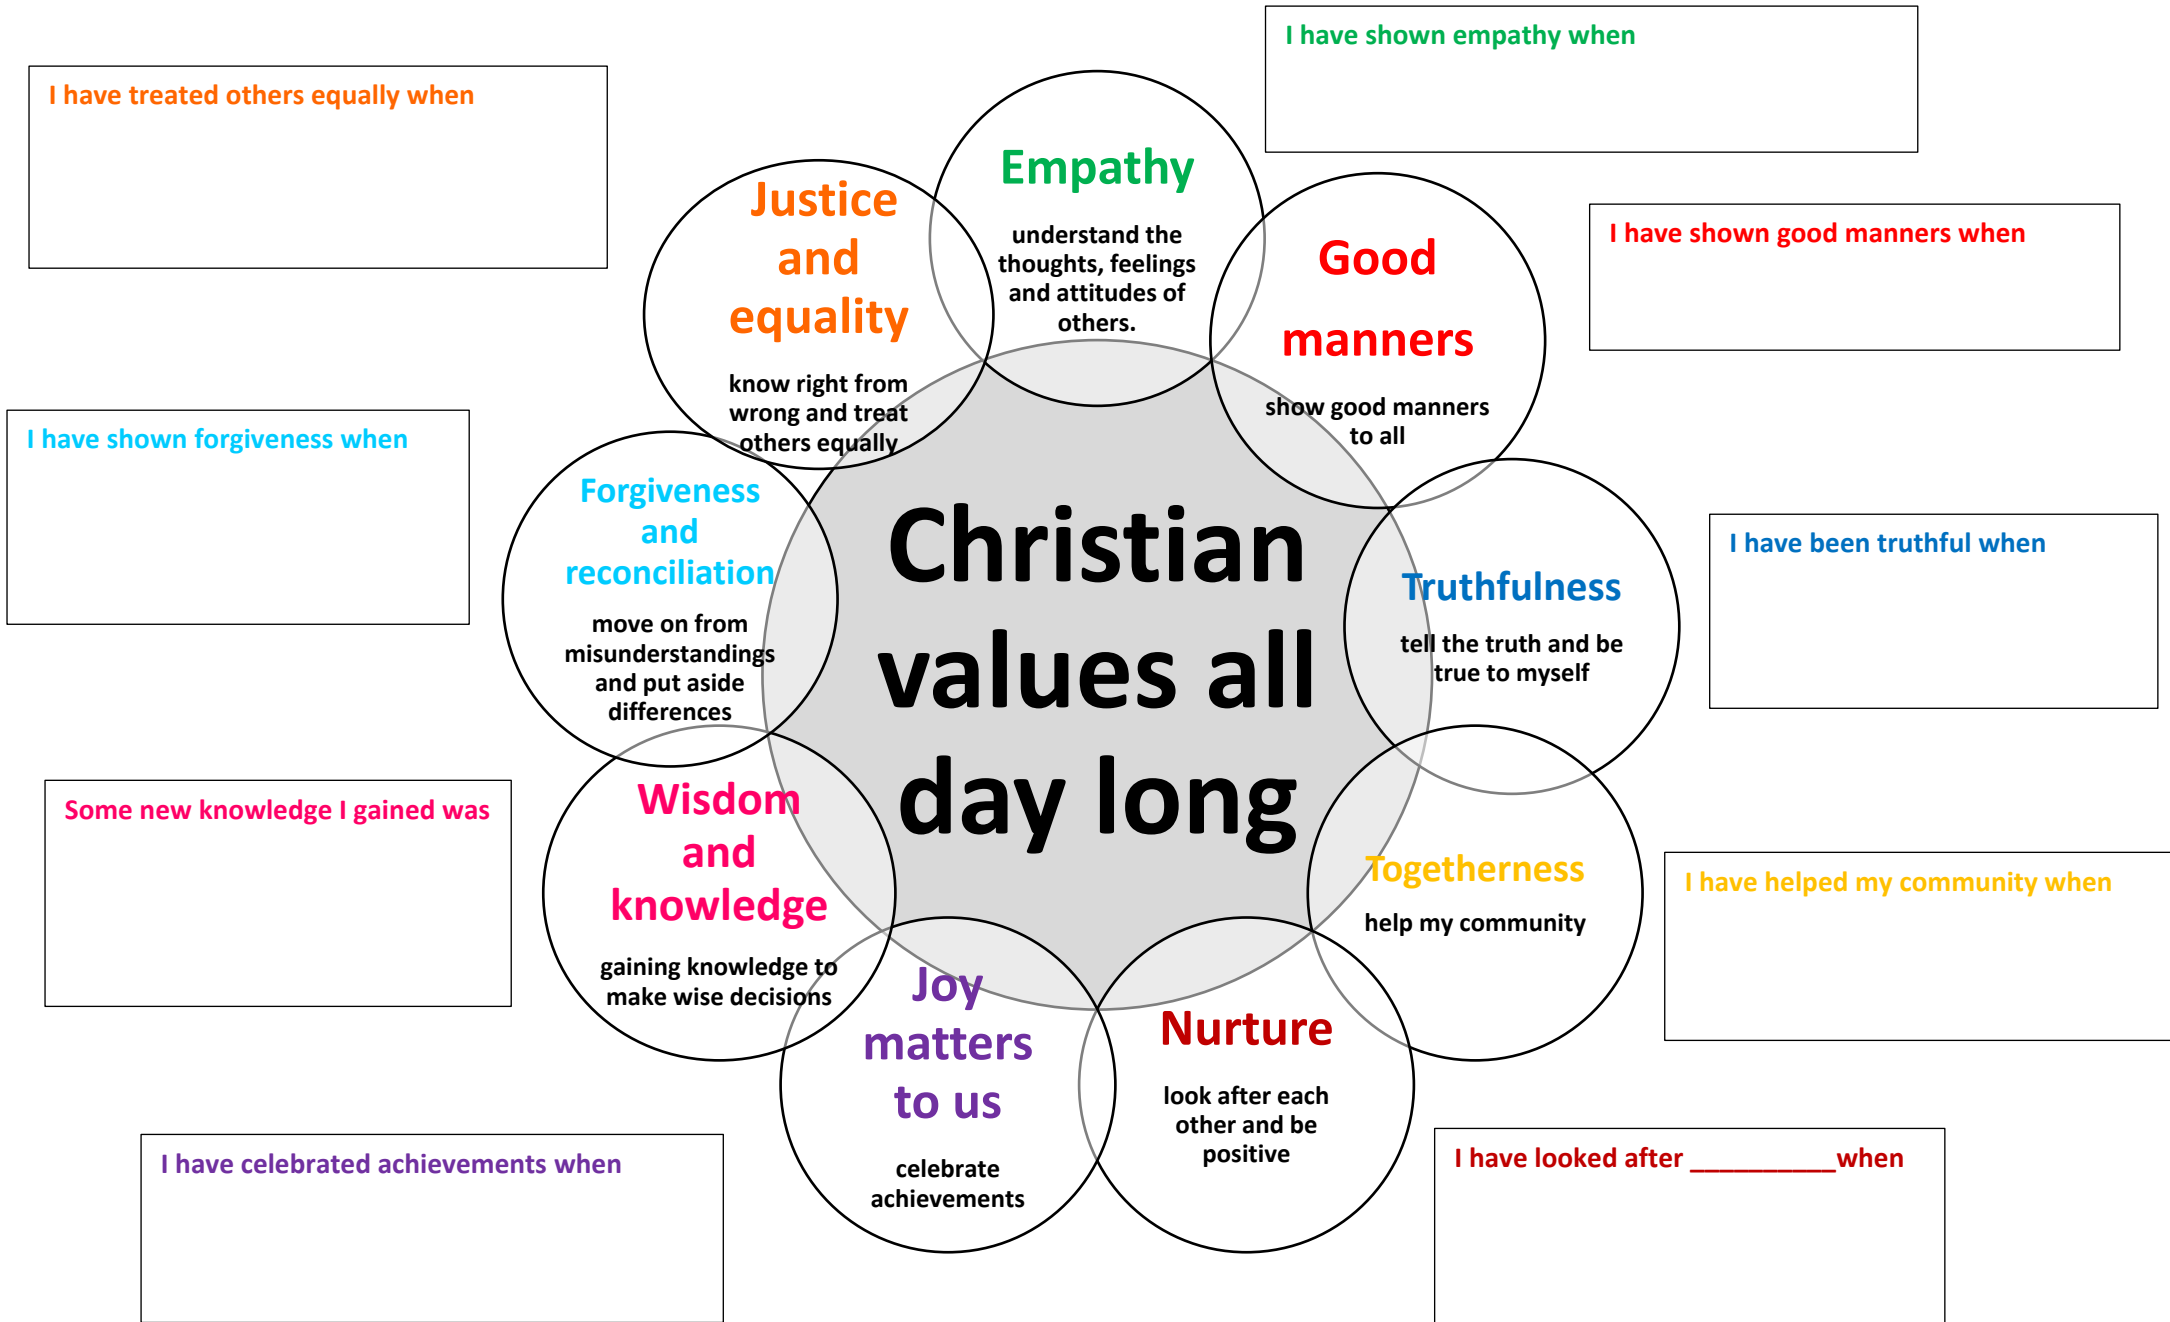 I have shown empathy when
I have treated others equally when
Empathy
understand the
thoughts, feelings
and attitudes of
others.
Justice
and
equality
know right from
wrong and treat
others equally
Good
manners
show good manners
to all
I have shown good manners when
I have shown forgiveness when
Forgiveness
and
reconciliation
move on from
misunderstandings
and put aside
differences
Christian
values all
day long
Truthfulness
tell the truth and be
true to myself
I have been truthful when
Some new knowledge I gained was
Wisdom
and
knowledge
gaining knowledge to
make wise decisions
Togetherness
help my community
I have helped my community when
Joy
matters
to us
celebrate
achievements
Nurture
look after each
other and be
positive
I have celebrated achievements when
I have looked after __________when